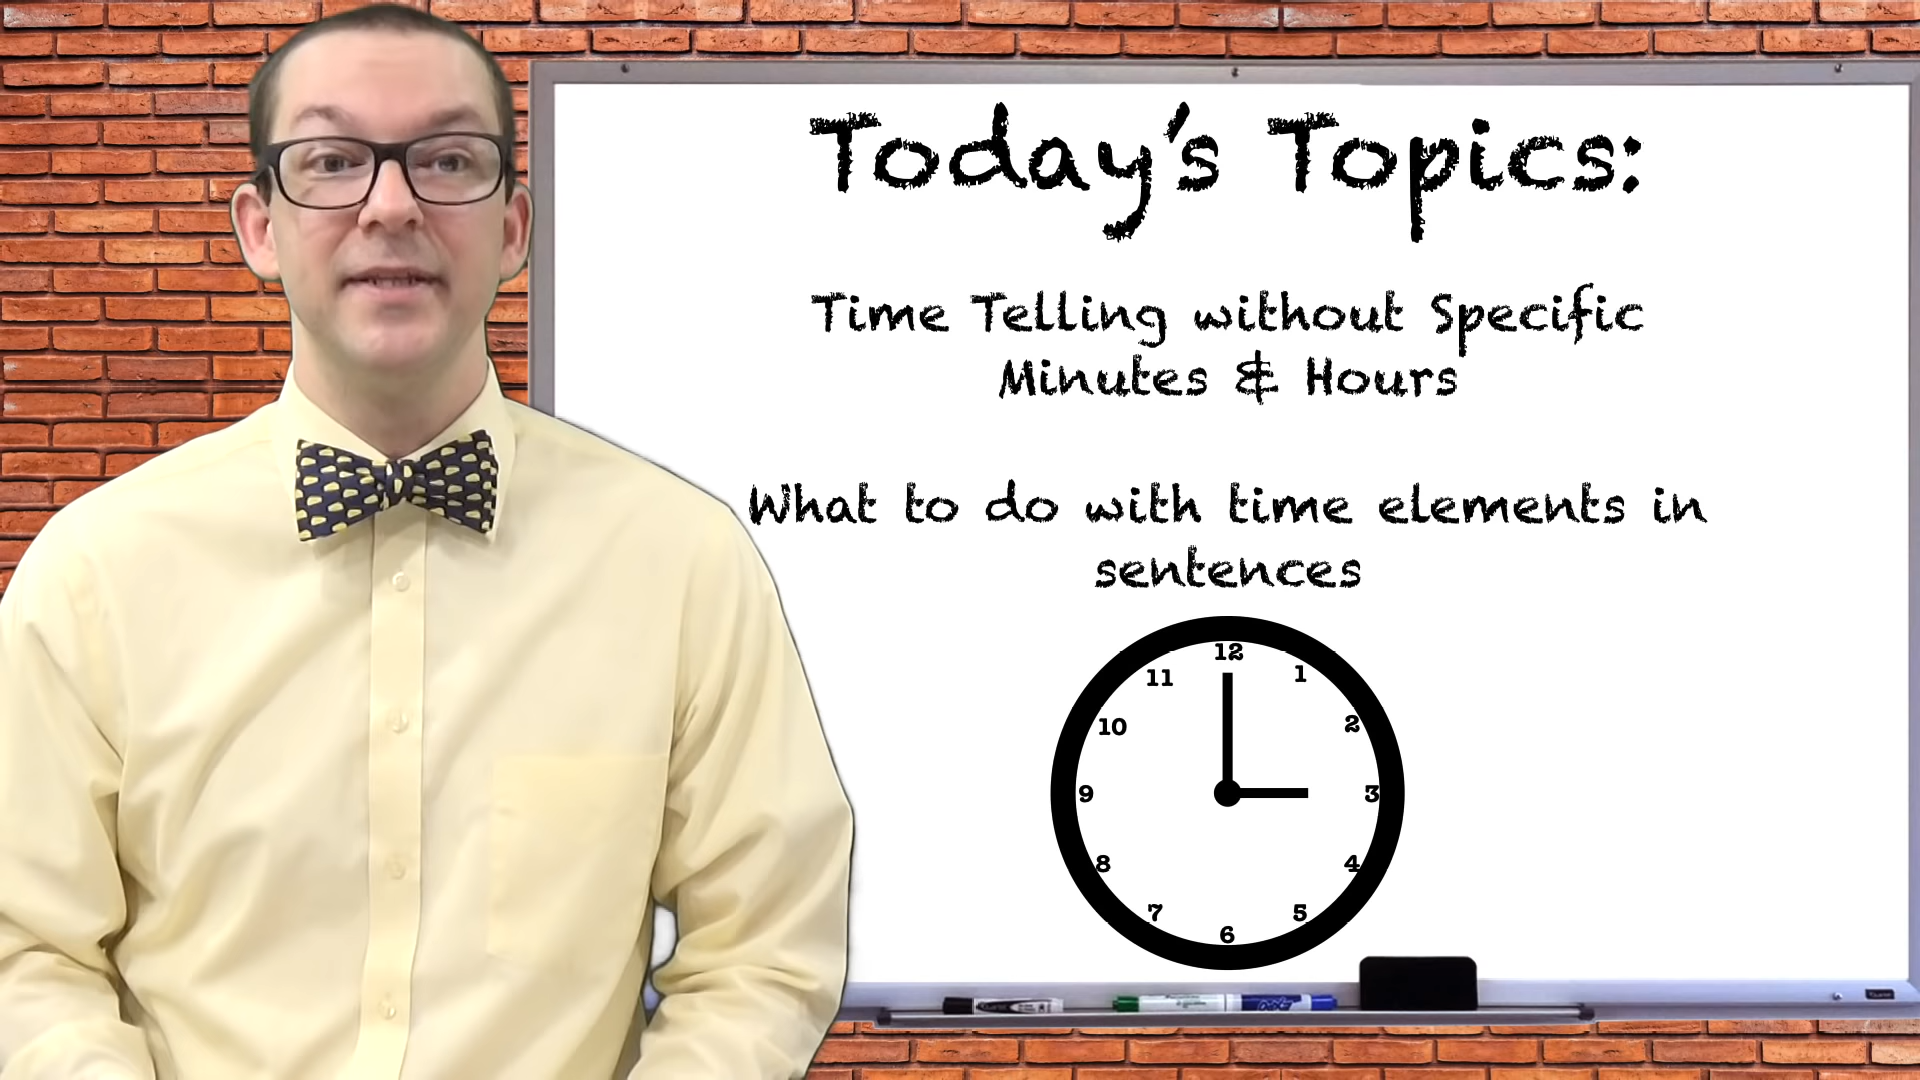 Today's Topics:
Time Telling without Specific
Minutes & Hours
What to do with time elements in
sentences
12
11
1
10
2
9
3
8
4
7
5
6